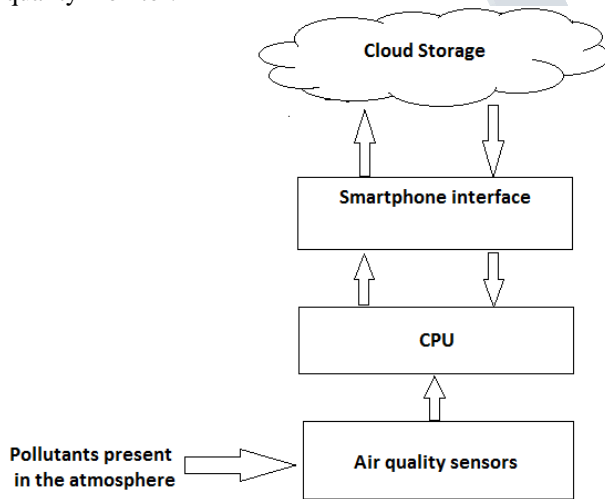 Cloud Storage
Smartphone interface
CPU
Air quality sensors
Pollutants present
in the atmosphere